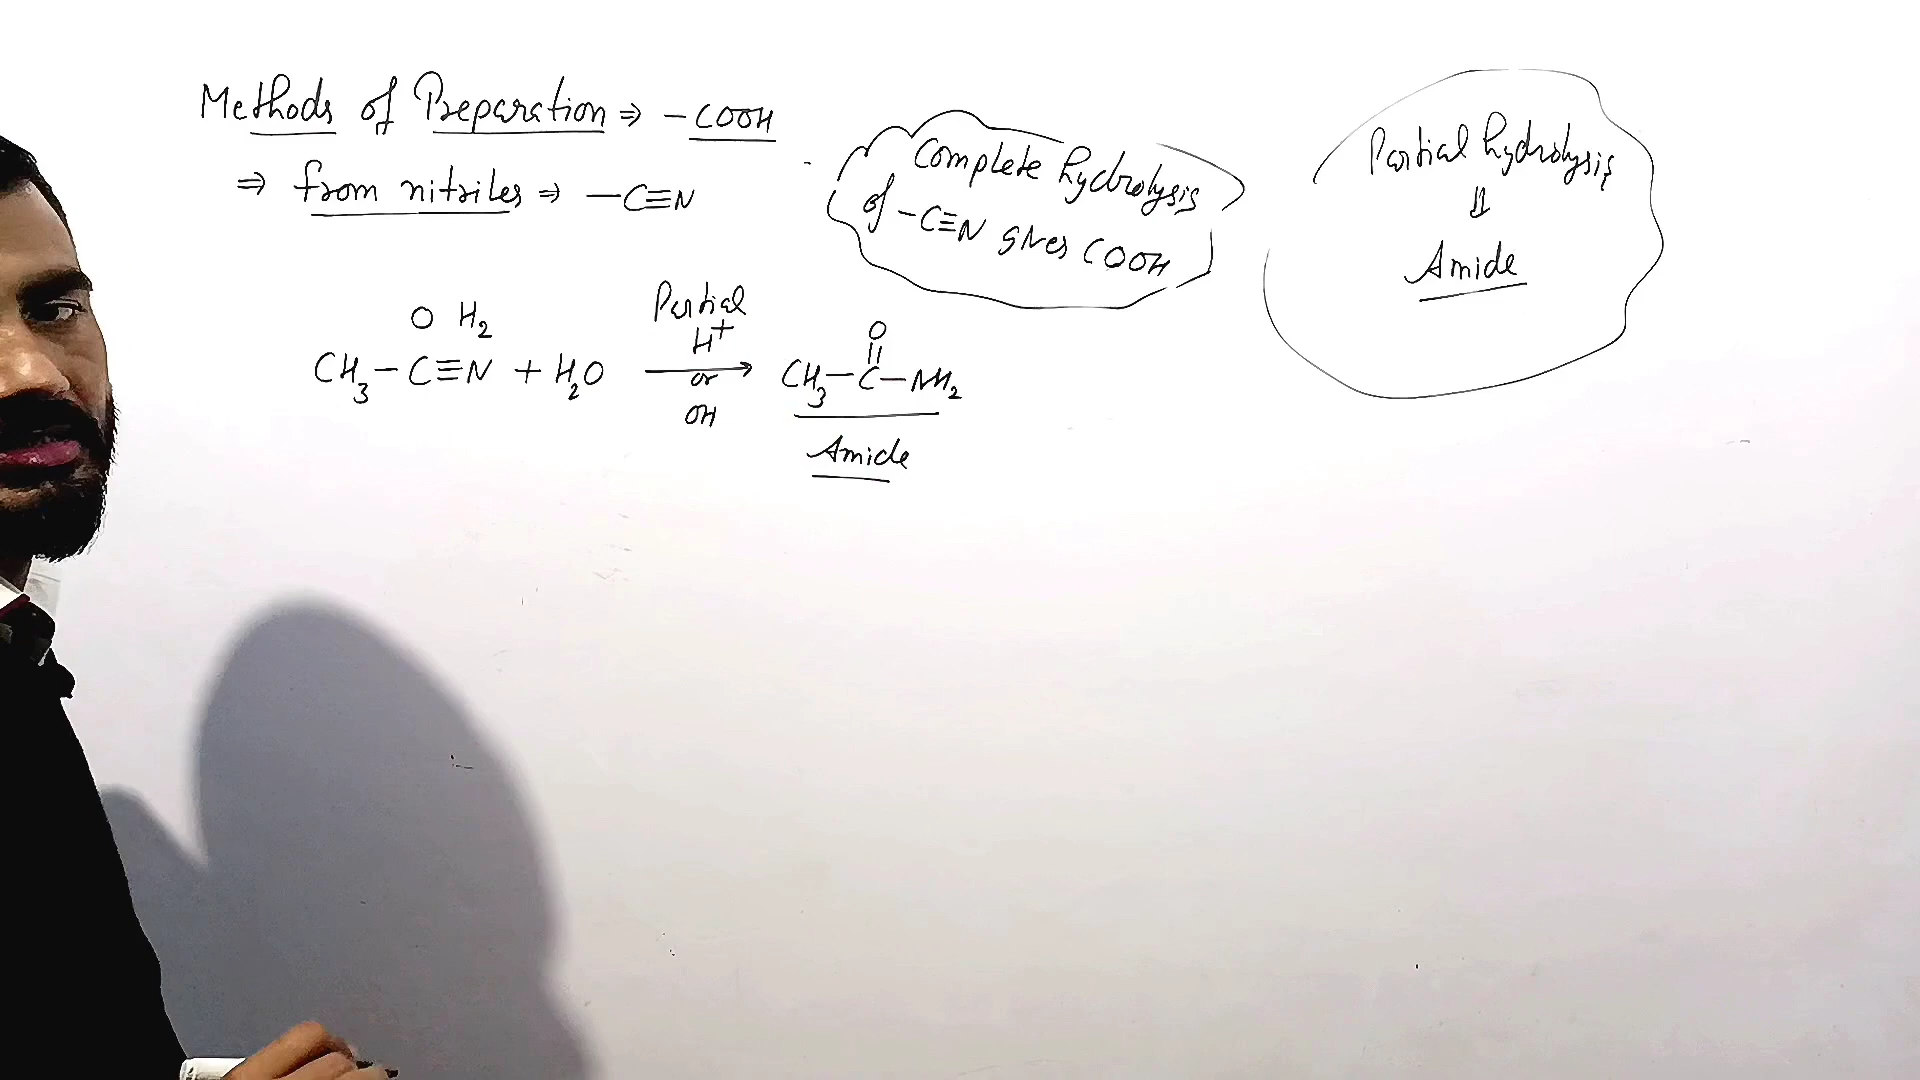 Methods of Preparation ⇒ -COOH
⇒ from nitriles ⇒ -C≡N
Complete hydrolysis
of -C≡N gives COOH
Partial hydrolysis
⇓
Amide
O H₂
CH₃-C≡N + H₂O
Partial
H⁺
or
OH
O
||
CH₃-C-NH₂
Amide